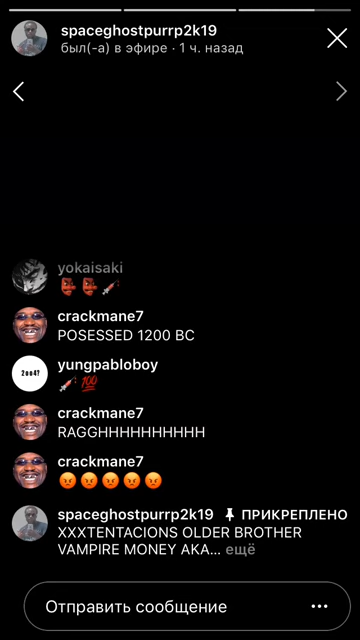 spaceghostpurrp2k19
был(-а) в эфире · 1 ч. назад
yokaisaki
👺👺💉
crackmane7
POSESSED 1200 BC
2oo4?
yungpabloboy
💉💯
crackmane7
RAGGHHHHHHHHHH
crackmane7
😡😡😡😡😡
spaceghostpurrp2k19 📌 ПРИКРЕПЛЕНО
XXXTENTACIONS OLDER BROTHER
VAMPIRE MONEY AKA... ещё
Отправить сообщение